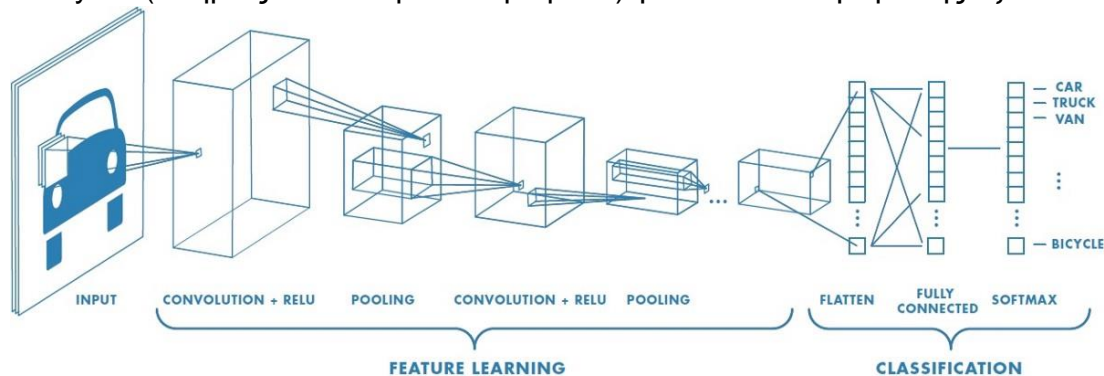 CAR
TRUCK
VAN
BICYCLE
INPUT
CONVOLUTION + RELU
POOLING
CONVOLUTION + RELU
POOLING
FLATTEN
FULLY
CONNECTED
SOFTMAX
FEATURE LEARNING
CLASSIFICATION